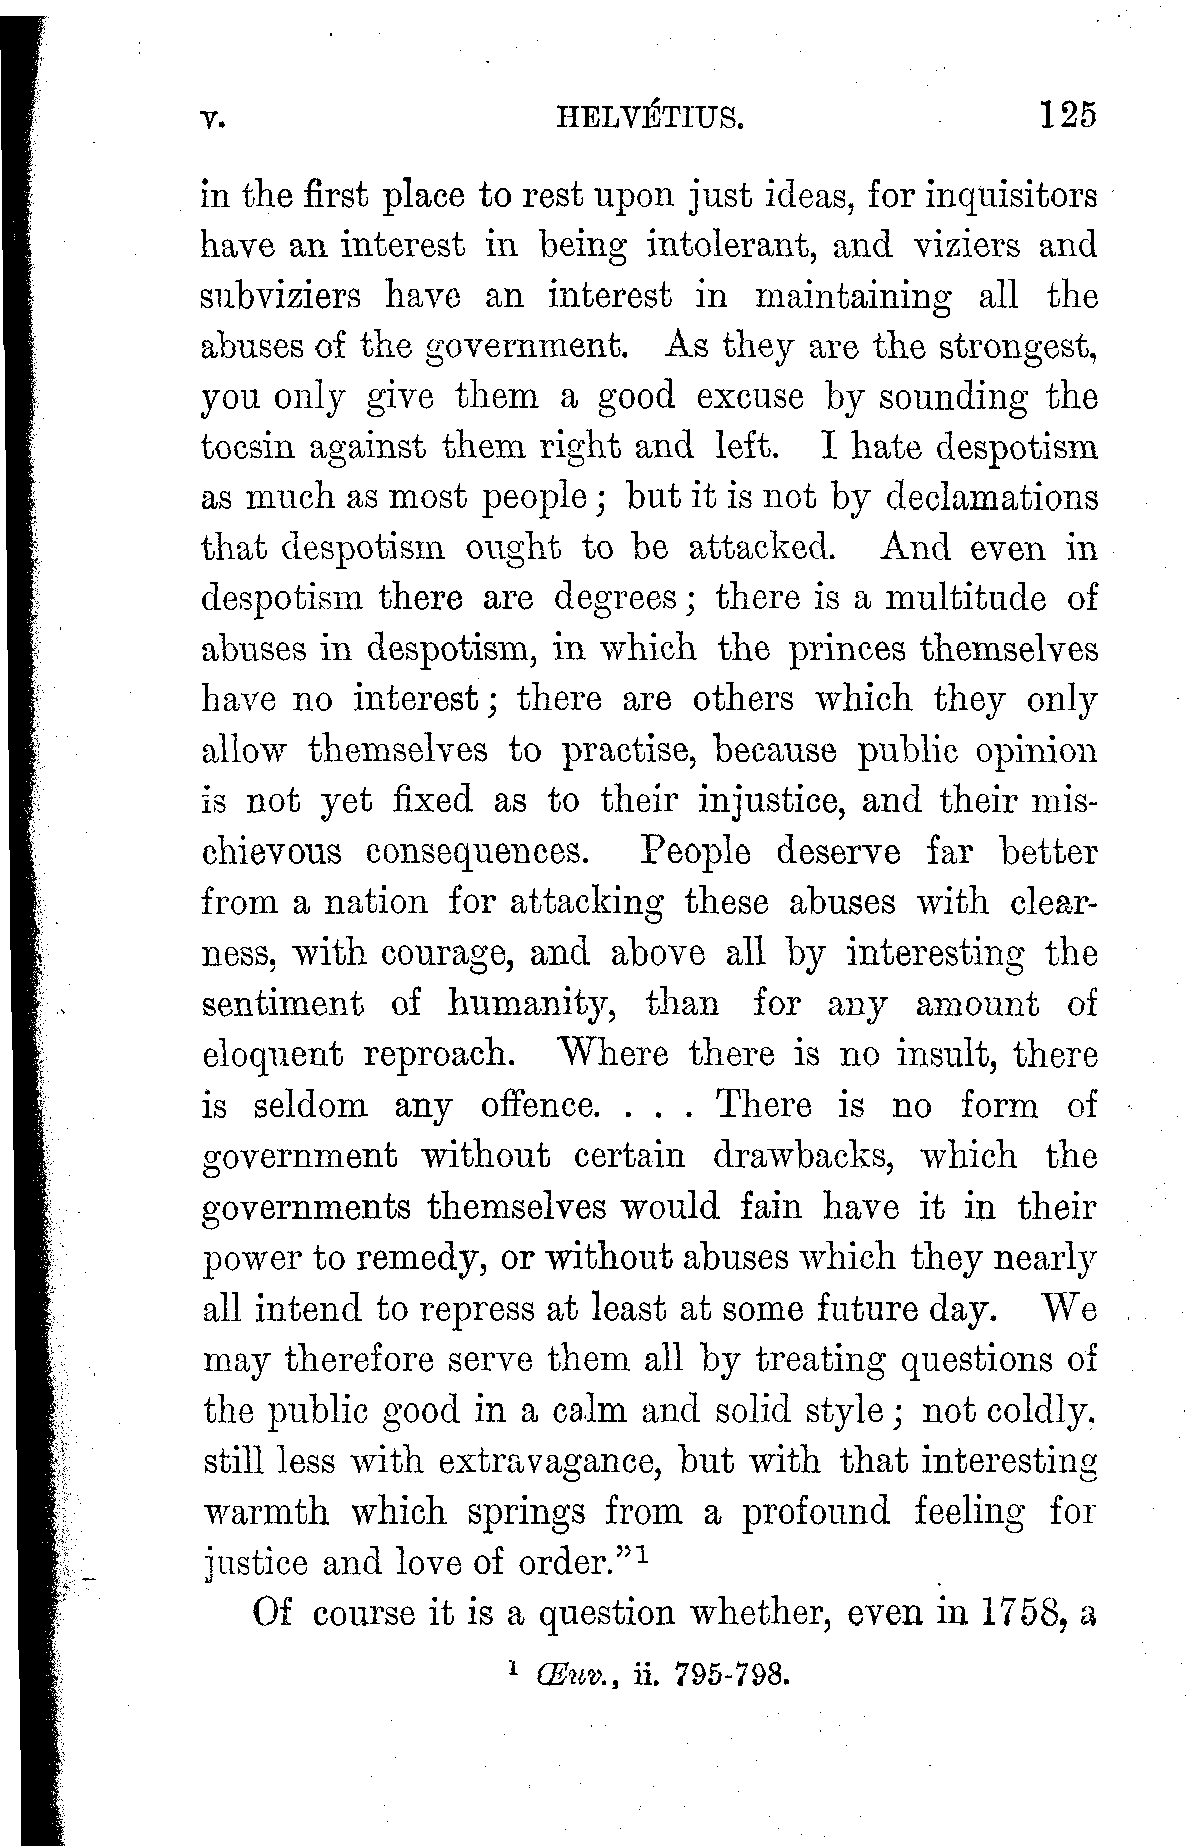 v. HELVÉTIUS. 125
in the first place to rest upon just ideas, for inquisitors
have an interest in being intolerant, and viziers and
subviziers have an interest in maintaining all the
abuses of the government. As they are the strongest,
you only give them a good excuse by sounding the
tocsin against them right and left. I hate despotism
as much as most people; but it is not by declamations
that despotism ought to be attacked. And even in
despotism there are degrees; there is a multitude of
abuses in despotism, in which the princes themselves
have no interest; there are others which they only
allow themselves to practise, because public opinion
is not yet fixed as to their injustice, and their mis-
chievous consequences. People deserve far better
from a nation for attacking these abuses with clear-
ness, with courage, and above all by interesting the
sentiment of humanity, than for any amount of
eloquent reproach. Where there is no insult, there
is seldom any offence. . . . There is no form of
government without certain drawbacks, which the
governments themselves would fain have it in their
power to remedy, or without abuses which they nearly
all intend to repress at least at some future day. We
may therefore serve them all by treating questions of
the public good in a calm and solid style; not coldly,
still less with extravagance, but with that interesting
warmth which springs from a profound feeling for
justice and love of order."¹
Of course it is a question whether, even in 1758, a
¹ Œuv., ii. 795-798.